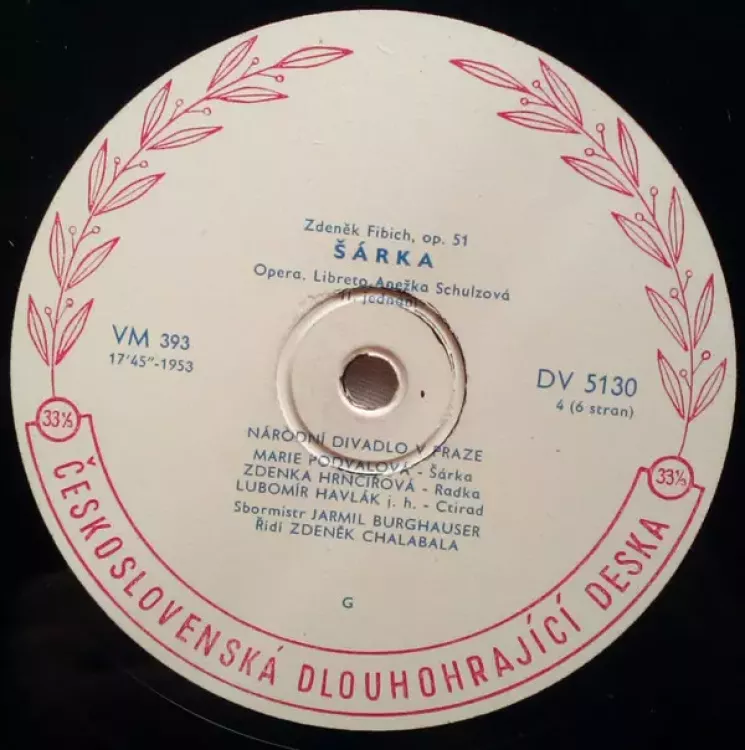 Zdeněk Fibich, op. 51
ŠÁRKA
Opera. Libreto Anežka Schulzová
II. jednání
VM 393
17′45″-1953
DV 5130
4 (6 stran)
NÁRODNÍ DIVADLO V PRAZE
MARIE PODVALOVÁ - Šárka
ZDENKA HRNČÍŘOVÁ - Radka
LUBOMÍR HAVLÁK j. h. - Ctirad
Sbormistr JARMIL BURGHAUSER
Řídí ZDENĚK CHALABALA
G
33⅓
33⅓
ČESKOSLOVENSKÁ DLOUHOHRAJÍCÍ DESKA